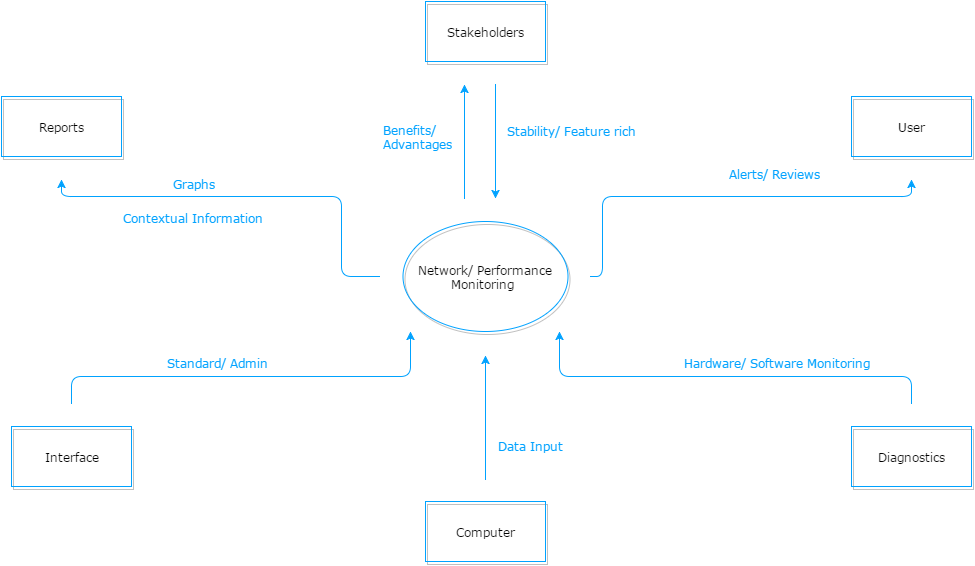 Stakeholders
Reports
User
Benefits/
Advantages
Stability/ Feature rich
Graphs
Alerts/ Reviews
Contextual Information
Network/ Performance
Monitoring
Standard/ Admin
Hardware/ Software Monitoring
Interface
Data Input
Diagnostics
Computer